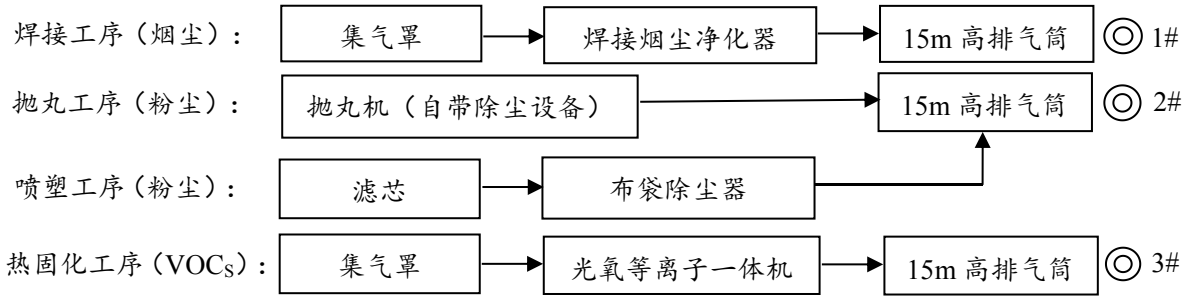 焊接工序（烟尘）： 集气罩 焊接烟尘净化器 15m 高排气筒 1#
抛丸工序（粉尘）： 抛丸机（自带除尘设备） 15m 高排气筒 2#
喷塑工序（粉尘）： 滤芯 布袋除尘器
热固化工序（VOCS）： 集气罩 光氧等离子一体机 15m 高排气筒 3#